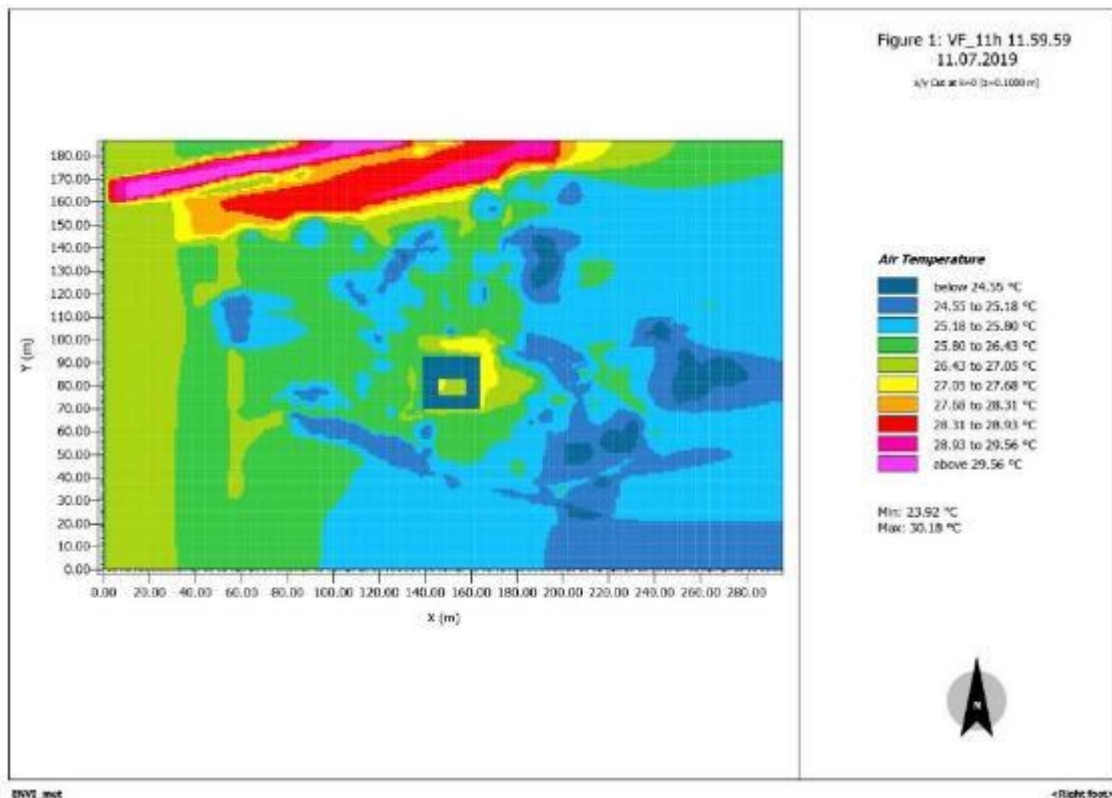 Figure 1: VF_11h 11.59.59
11.07.2019
x/y Cut at k=0 (z=0.1000 m)
180.00
170.00
160.00
150.00
140.00
130.00
120.00
110.00
100.00
90.00
80.00
70.00
60.00
50.00
40.00
30.00
20.00
10.00
0.00
Y (m)
0.00 20.00 40.00 60.00 80.00 100.00 120.00 140.00 160.00 180.00 200.00 220.00 240.00 260.00 280.00
X (m)
Air Temperature
below 24.55 °C
24.55 to 25.18 °C
25.18 to 25.80 °C
25.80 to 26.43 °C
26.43 to 27.05 °C
27.05 to 27.68 °C
27.68 to 28.31 °C
28.31 to 28.93 °C
28.93 to 29.56 °C
above 29.56 °C
Min: 23.92 °C
Max: 30.18 °C
N
ENVI_met
<Right foot>